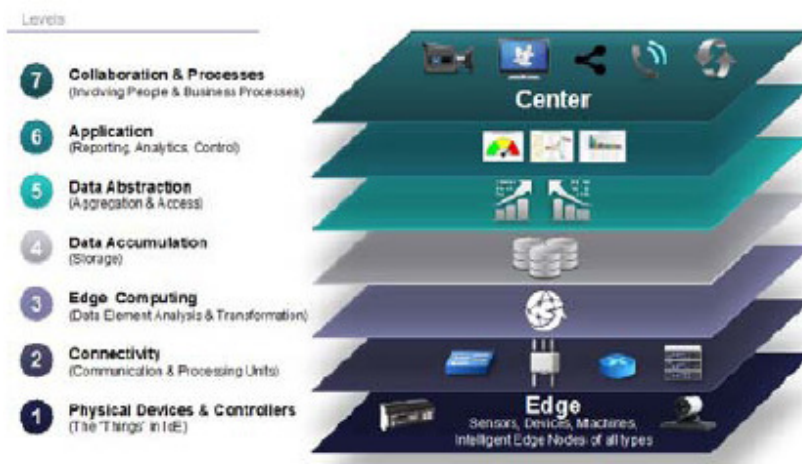 Levels
7
Collaboration & Processes
(Involving People & Business Processes)
6
Application
(Reporting, Analytics, Control)
5
Data Abstraction
(Aggregation & Access)
4
Data Accumulation
(Storage)
3
Edge Computing
(Data Element Analysis & Transformation)
2
Connectivity
(Communication & Processing Units)
1
Physical Devices & Controllers
(The 'Things' in IoE)
Center
Edge
Sensors, Devices, Machines,
Intelligent Edge Nodes of all types